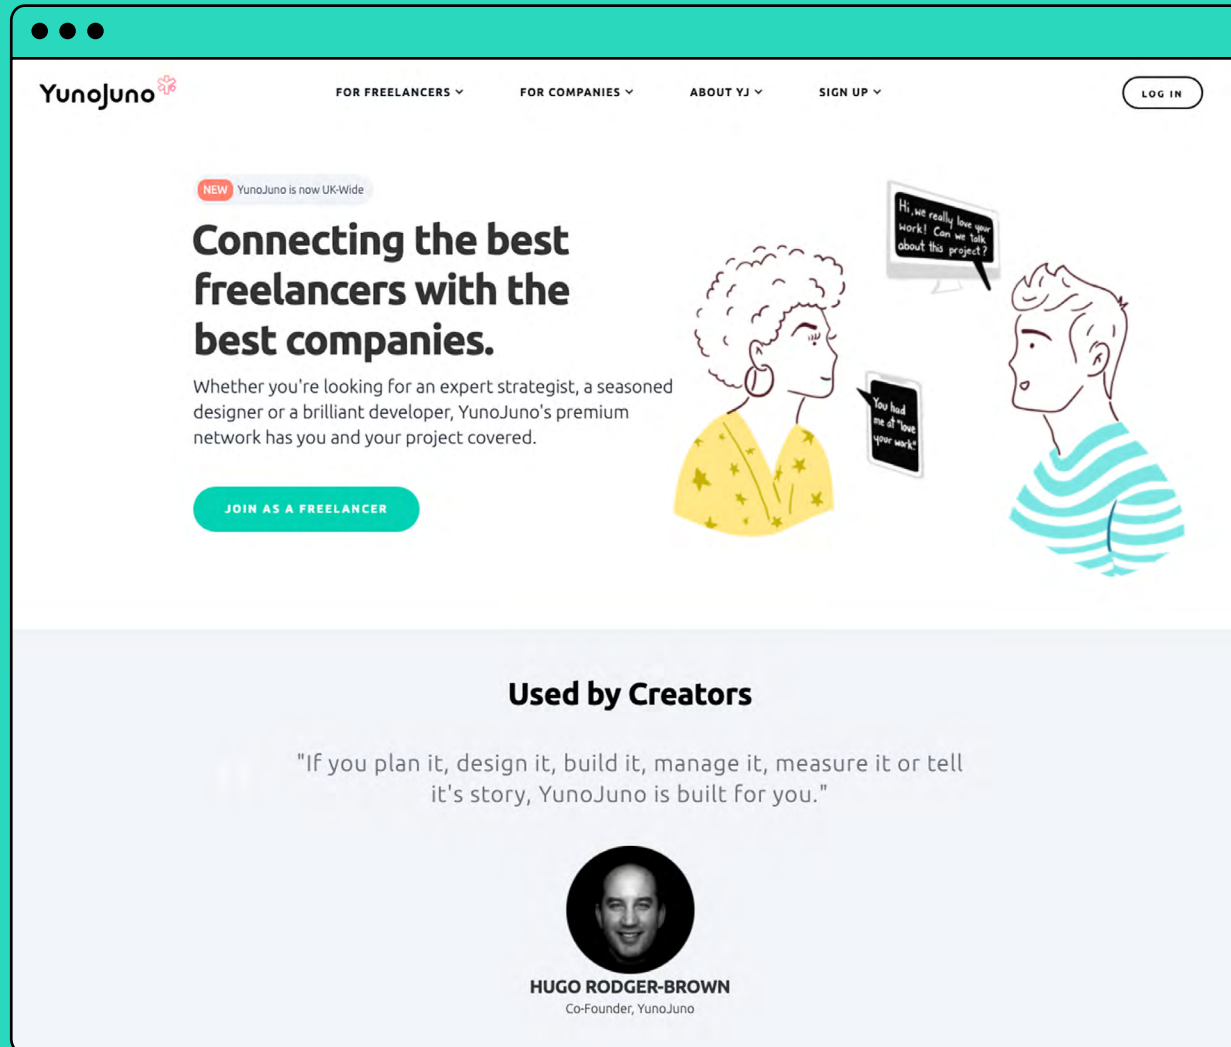 YunoJuno
FOR FREELANCERS
FOR COMPANIES
ABOUT YJ
SIGN UP
LOG IN
NEW YunoJuno is now UK-Wide
Connecting the best
freelancers with the
best companies.
Whether you're looking for an expert strategist, a seasoned
designer or a brilliant developer, YunoJuno's premium
network has you and your project covered.
JOIN AS A FREELANCER
Hi, we really love your
work! Can we talk
about this project?
You had
me at "love
your work"
Used by Creators
"If you plan it, design it, build it, manage it, measure it or tell
it's story, YunoJuno is built for you."
HUGO RODGER-BROWN
Co-Founder, YunoJuno